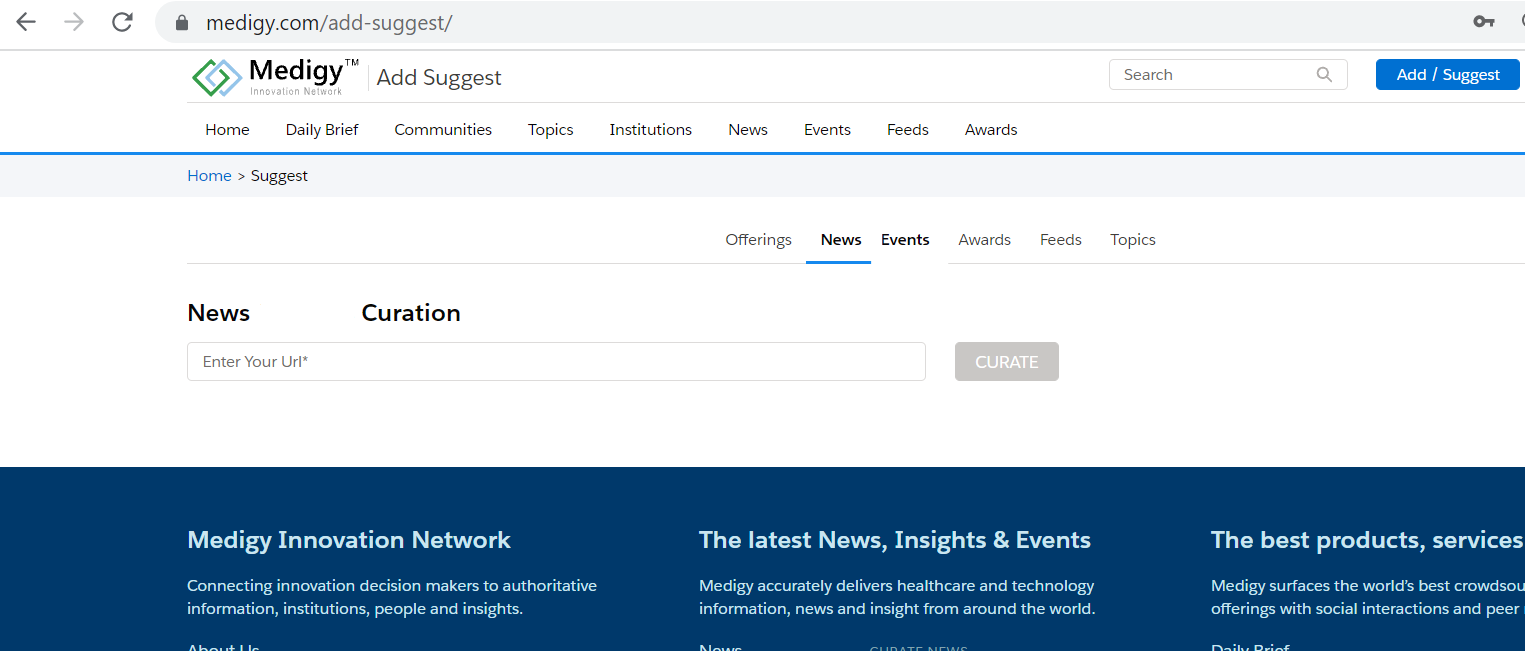 medigy.com/add-suggest/
Medigy™ Add Suggest Search Add / Suggest
Innovation Network
Home Daily Brief Communities Topics Institutions News Events Feeds Awards
Home > Suggest
Offerings News Events Awards Feeds Topics
News Curation
Enter Your Url* CURATE
Medigy Innovation Network
Connecting innovation decision makers to authoritative
information, institutions, people and insights.
About Us
The latest News, Insights & Events
Medigy accurately delivers healthcare and technology
information, news and insight from around the world.
News CURATE NEWS
The best products, services
Medigy surfaces the world's best crowdsou
offerings with social interactions and peer
Daily Brief